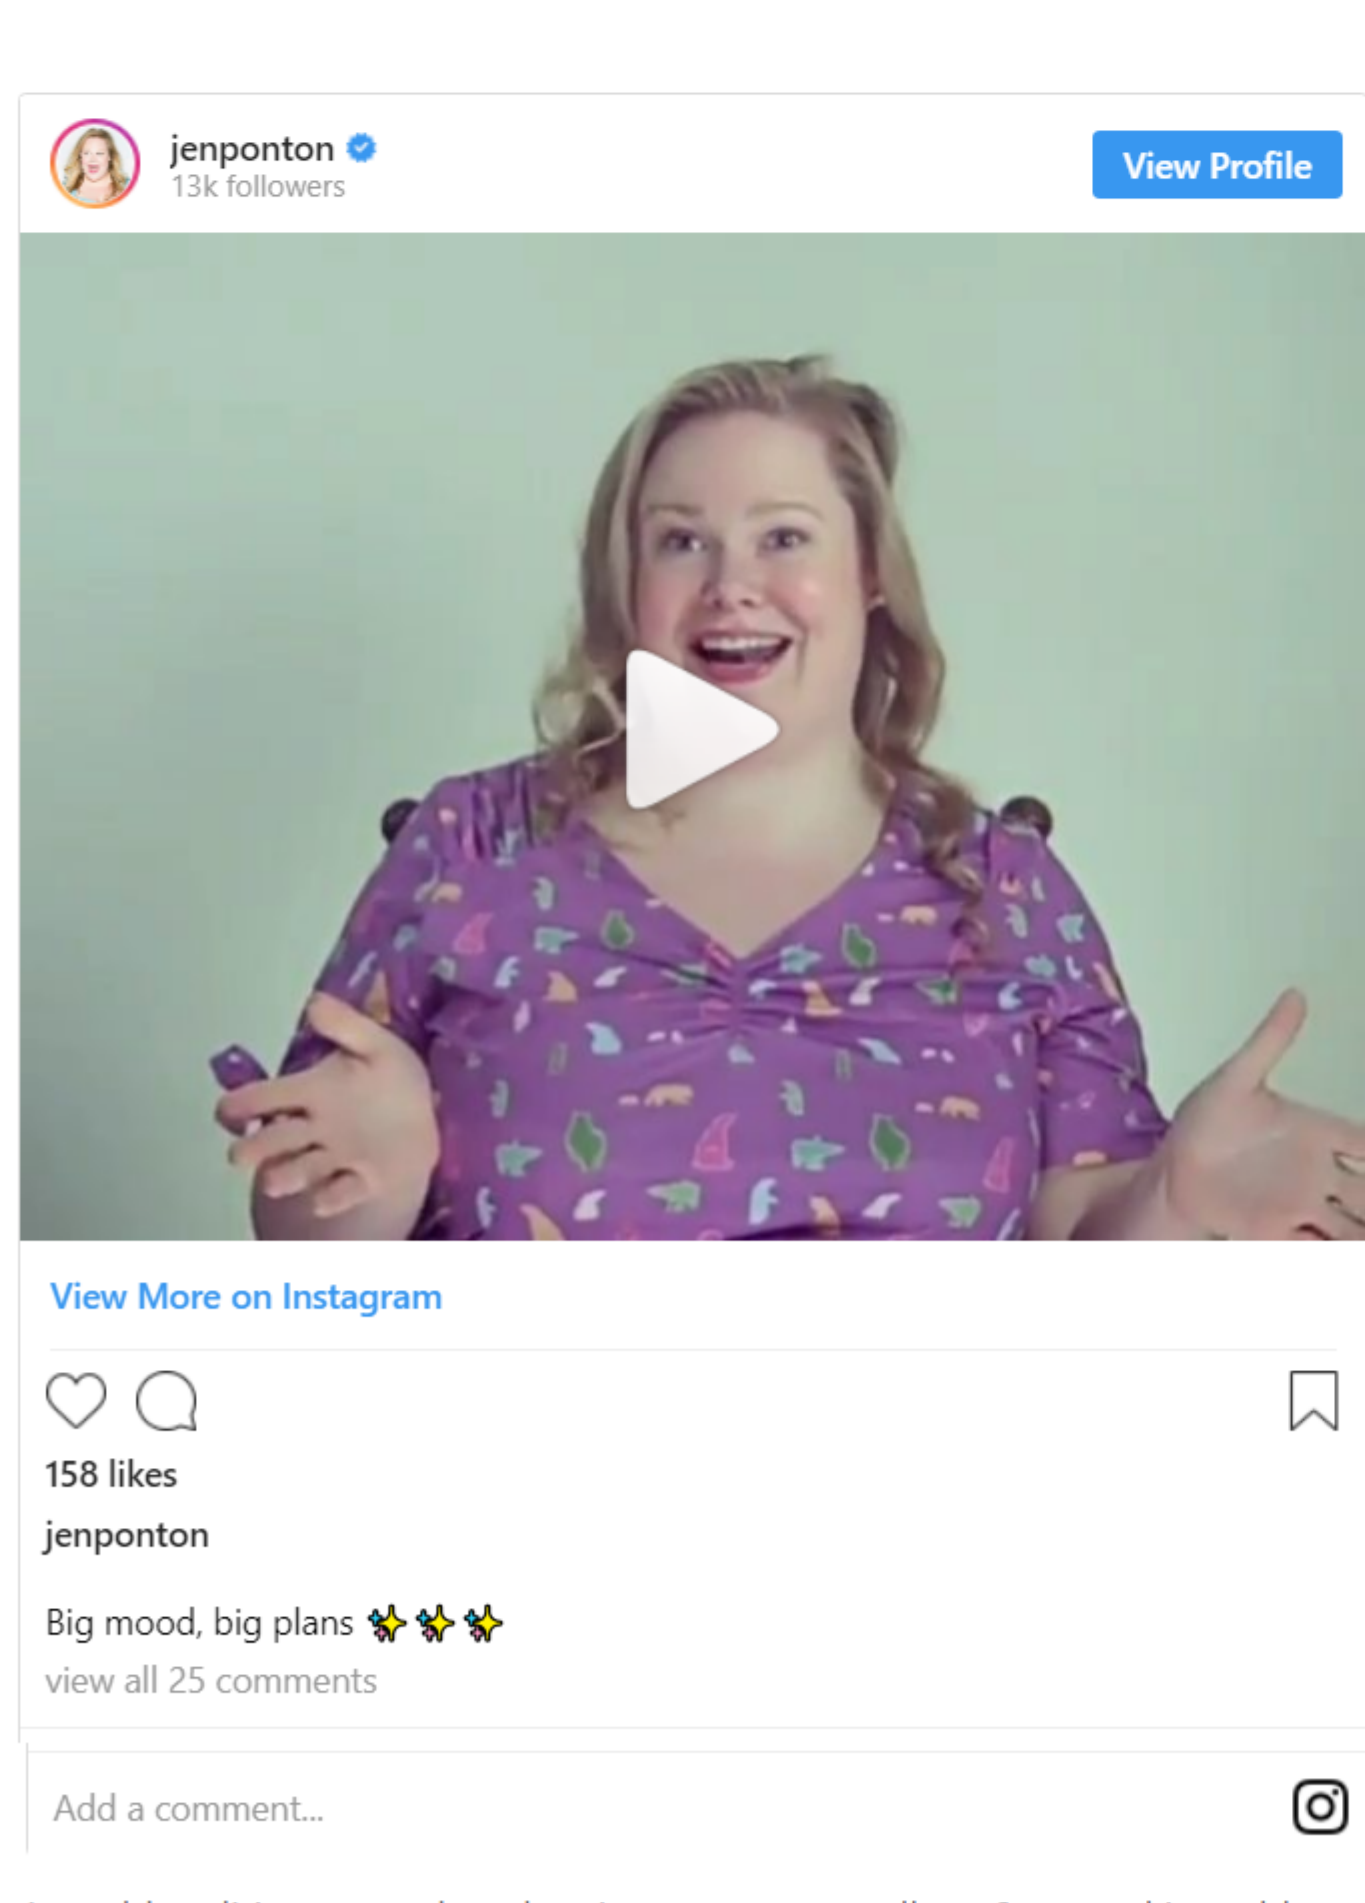 jenponton
13k followers
View Profile
View More on Instagram
158 likes
jenponton
Big mood, big plans ✨✨✨
view all 25 comments
Add a comment...